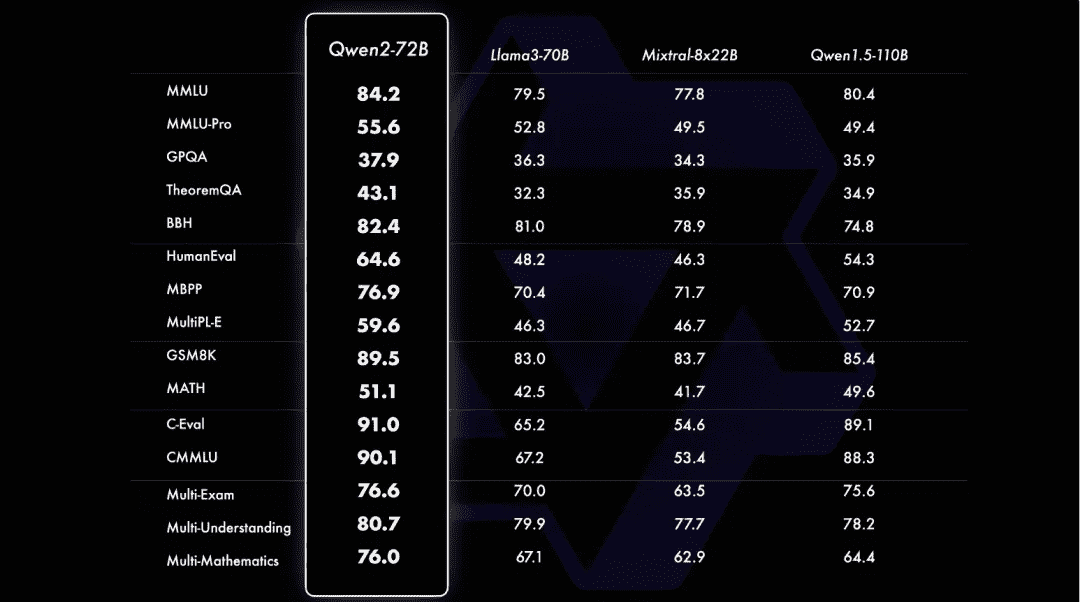 Qwen2-72B Llama3-70B Mixtral-8x22B Qwen1.5-110B
MMLU 84.2 79.5 77.8 80.4
MMLU-Pro 55.6 52.8 49.5 49.4
GPQA 37.9 36.3 34.3 35.9
TheoremQA 43.1 32.3 35.9 34.9
BBH 82.4 81.0 78.9 74.8
HumanEval 64.6 48.2 46.3 54.3
MBPP 76.9 70.4 71.7 70.9
MultiPL-E 59.6 46.3 46.7 52.7
GSM8K 89.5 83.0 83.7 85.4
MATH 51.1 42.5 41.7 49.6
C-Eval 91.0 65.2 54.6 89.1
CMMLU 90.1 67.2 53.4 88.3
Multi-Exam 76.6 70.0 63.5 75.6
Multi-Understanding 80.7 79.9 77.7 78.2
Multi-Mathematics 76.0 67.1 62.9 64.4